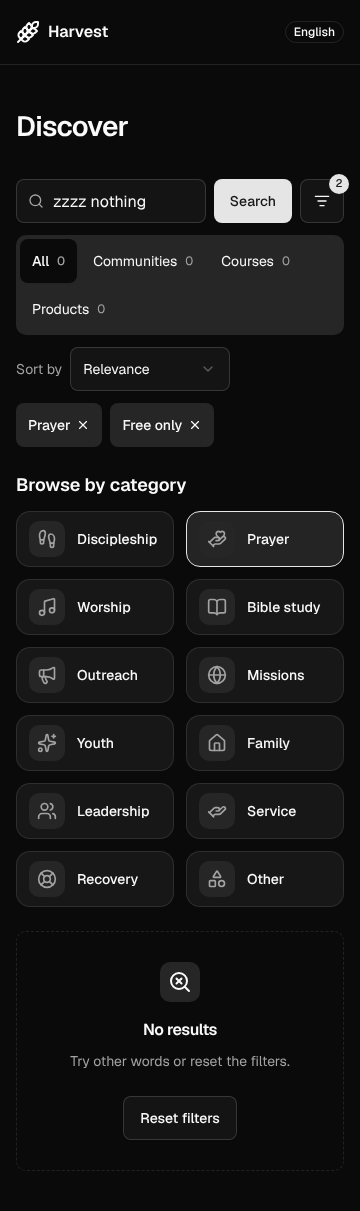 Harvest
English
Discover
zzzz nothing
Search
2
All 0
Communities 0
Courses 0
Products 0
Sort by
Relevance
Prayer
Free only
Browse by category
Discipleship
Prayer
Worship
Bible study
Outreach
Missions
Youth
Family
Leadership
Service
Recovery
Other
No results
Try other words or reset the filters.
Reset filters